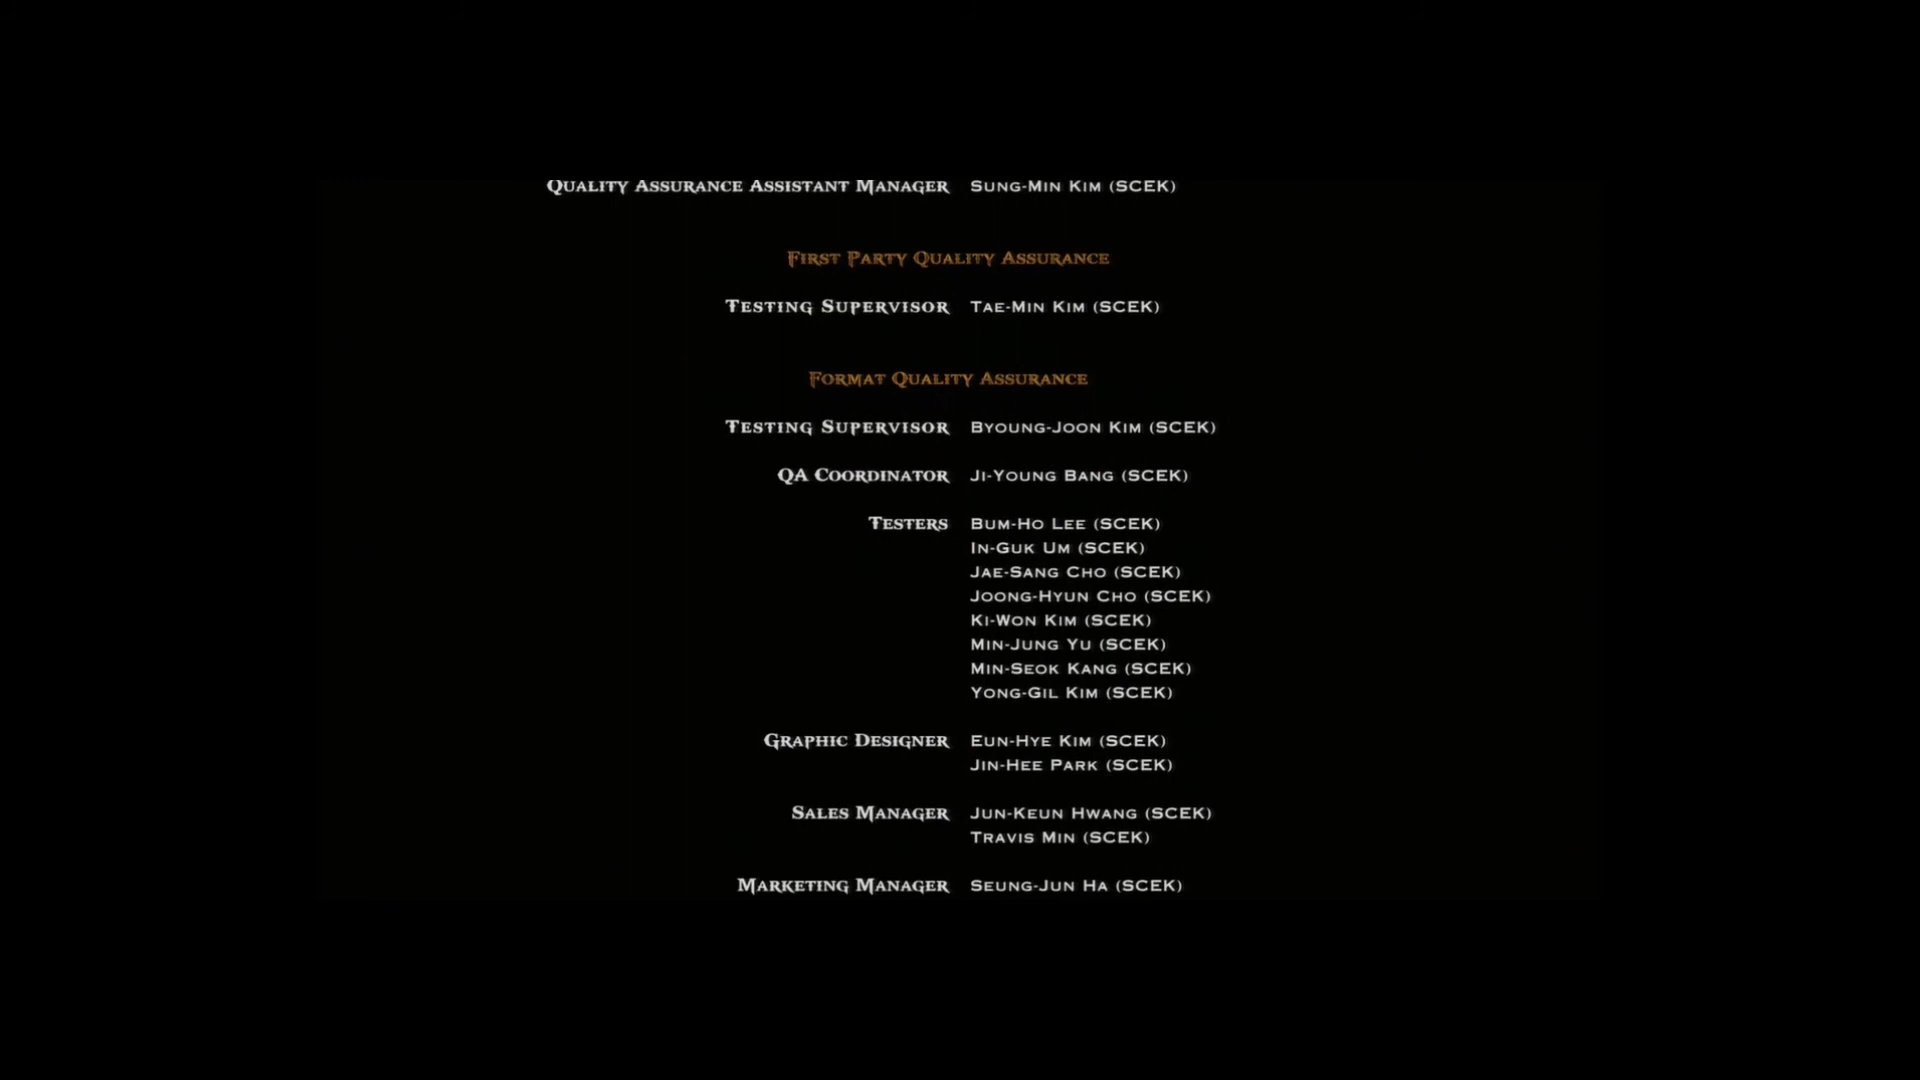 Quality Assurance Assistant Manager Sung-Min Kim (SCEK)
First Party Quality Assurance
Testing Supervisor Tae-Min Kim (SCEK)
Format Quality Assurance
Testing Supervisor Byoung-Joon Kim (SCEK)
QA Coordinator Ji-Young Bang (SCEK)
Testers Bum-Ho Lee (SCEK)
In-Guk Um (SCEK)
Jae-Sang Cho (SCEK)
Joong-Hyun Cho (SCEK)
Ki-Won Kim (SCEK)
Min-Jung Yu (SCEK)
Min-Seok Kang (SCEK)
Yong-Gil Kim (SCEK)
Graphic Designer Eun-Hye Kim (SCEK)
Jin-Hee Park (SCEK)
Sales Manager Jun-Keun Hwang (SCEK)
Travis Min (SCEK)
Marketing Manager Seung-Jun Ha (SCEK)